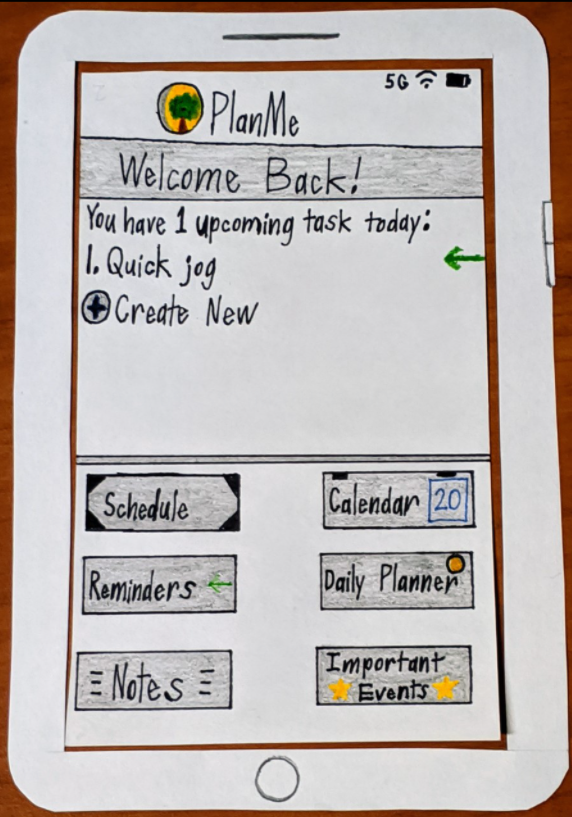 5G
PlanMe
Welcome Back!
You have 1 upcoming task today:
1. Quick jog
Create New
Schedule
Calendar 20
Reminders
Daily Planner
Notes
Important
Events